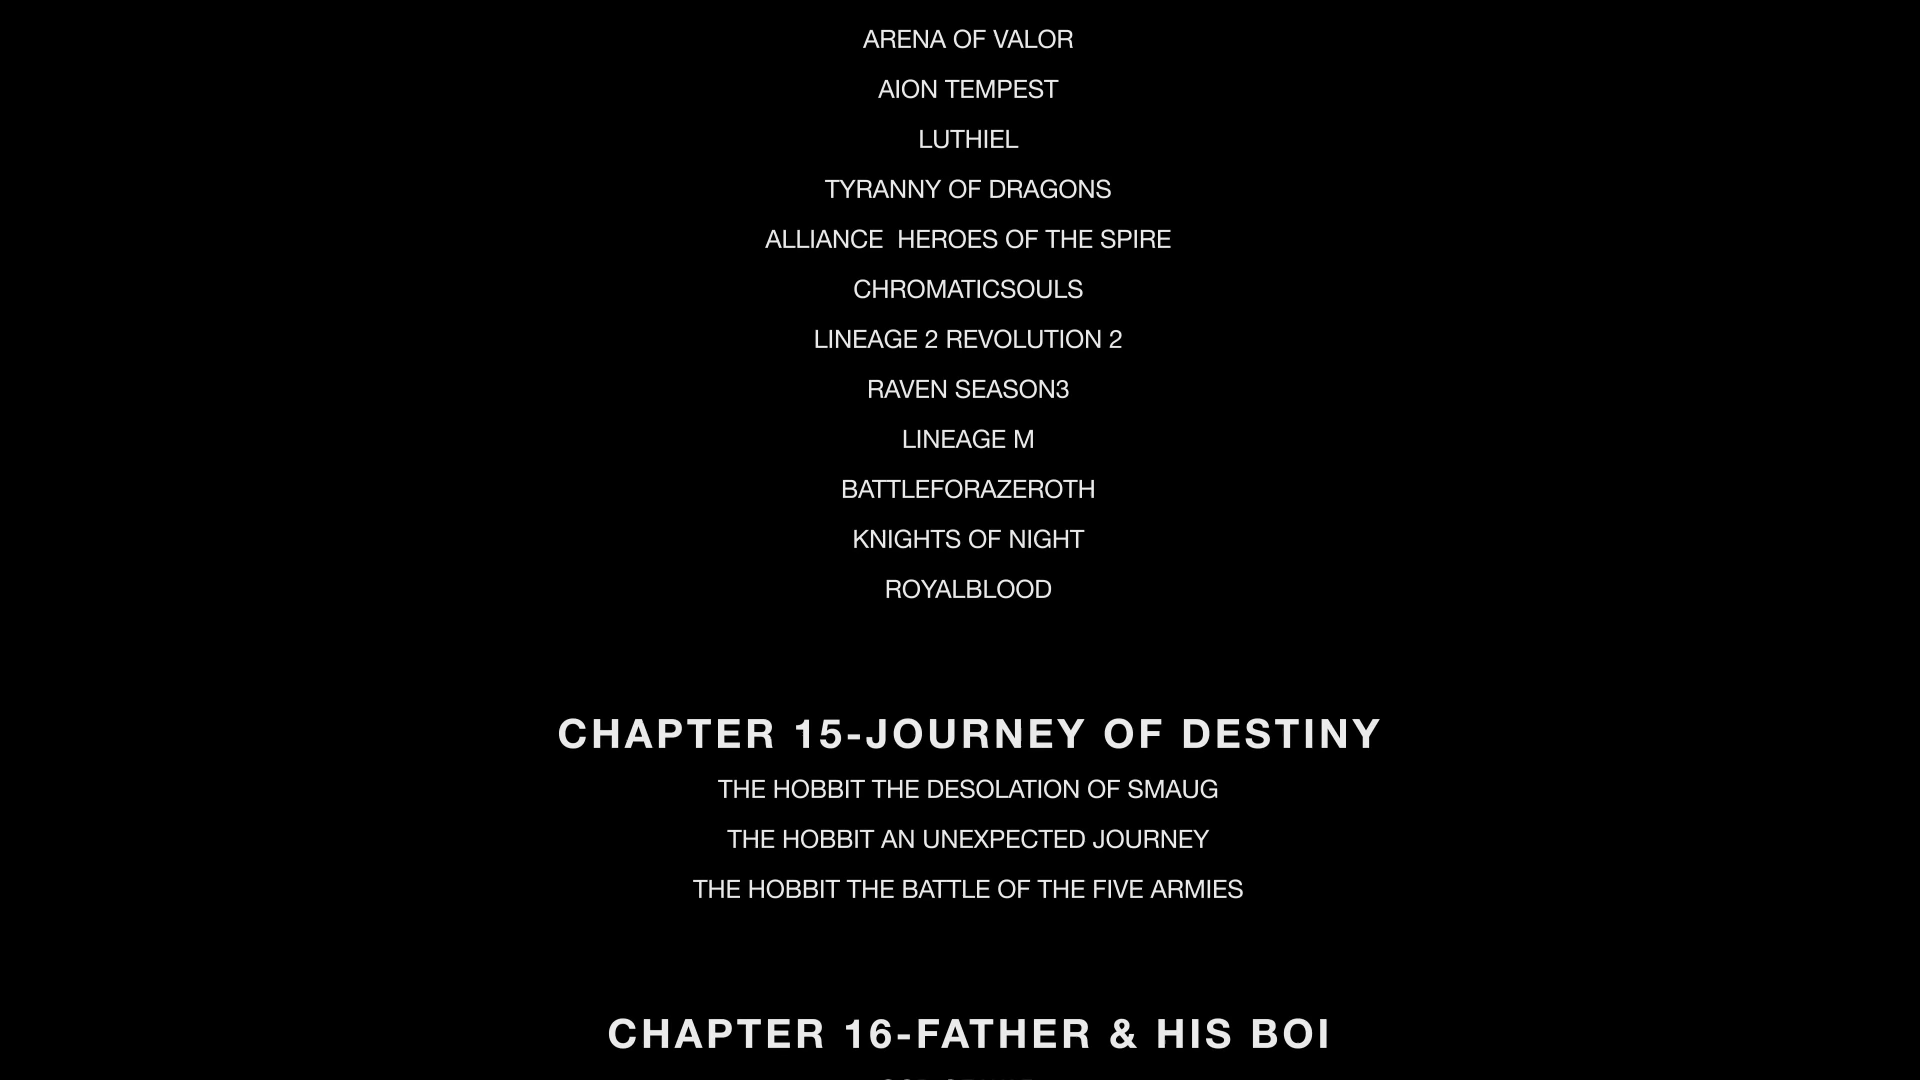 ARENA OF VALOR
AION TEMPEST
LUTHIEL
TYRANNY OF DRAGONS
ALLIANCE  HEROES OF THE SPIRE
CHROMATICSOULS
LINEAGE 2 REVOLUTION 2
RAVEN SEASON3
LINEAGE M
BATTLEFORAZEROTH
KNIGHTS OF NIGHT
ROYALBLOOD
CHAPTER 15-JOURNEY OF DESTINY
THE HOBBIT THE DESOLATION OF SMAUG
THE HOBBIT AN UNEXPECTED JOURNEY
THE HOBBIT THE BATTLE OF THE FIVE ARMIES
CHAPTER 16-FATHER & HIS BOI